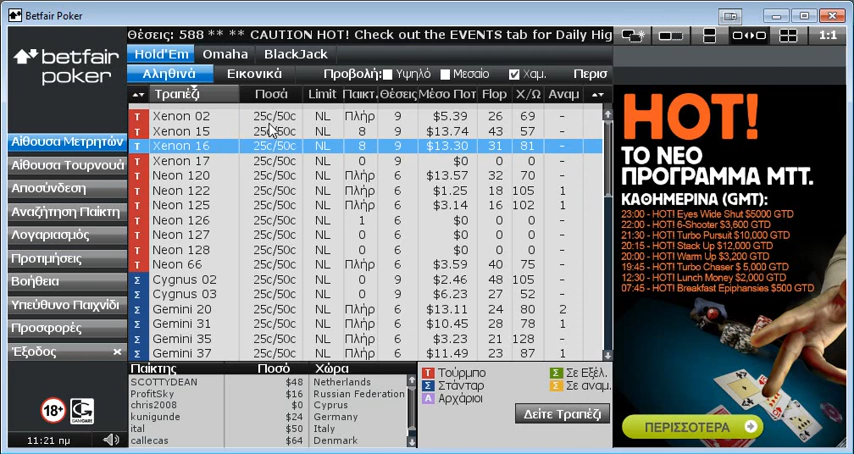 Betfair Poker
betfair
poker
Θέσεις: 588 ** ** CAUTION HOT! Check out the EVENTS tab for Daily Hig
1:1
Hold'Em Omaha BlackJack
Αληθινά Εικονικά Προβολή: Υψηλό Μεσαίο Χαμ. Περισ
Τραπέζι Ποσά Limit Παικτ. Θέσεις Μέσο Ποτ Flop Χ/Ω Αναμ
T Xenon 02 25c/50c NL Πλήρ 9 $5.39 26 69 -
T Xenon 15 25c/50c NL 8 9 $13.74 43 57 -
T Xenon 16 25c/50c NL 8 9 $13.30 31 81 -
T Xenon 17 25c/50c NL 0 9 $0 0 0 -
T Neon 120 25c/50c NL Πλήρ 6 $13.57 32 70 -
T Neon 122 25c/50c NL Πλήρ 6 $1.25 18 105 1
T Neon 125 25c/50c NL Πλήρ 6 $3.14 16 102 1
T Neon 126 25c/50c NL 1 6 $0 0 0 -
T Neon 127 25c/50c NL 0 6 $0 0 0 -
T Neon 128 25c/50c NL 0 6 $0 0 0 -
T Neon 66 25c/50c NL Πλήρ 6 $3.59 40 75 -
Σ Cygnus 02 25c/50c NL 0 9 $2.46 48 105 -
Σ Cygnus 03 25c/50c NL 0 9 $6.23 27 52 -
Σ Gemini 20 25c/50c NL Πλήρ 6 $13.11 24 80 2
Σ Gemini 31 25c/50c NL Πλήρ 6 $10.45 28 78 1
Σ Gemini 35 25c/50c NL Πλήρ 6 $3.23 21 128 -
Σ Gemini 37 25c/50c NL Πλήρ 6 $11.49 23 87 1
Αίθουσα Μετρητών
Αίθουσα Τουρνουά
Αποσύνδεση
Αναζήτηση Παίκτη
Λογαριασμός
Προτιμήσεις
Βοήθεια
Υπεύθυνο Παιχνίδι
Προσφορές
Έξοδος x
18+
11:21 πμ
Παίκτης Ποσό Χώρα
SCOTTYDEAN $48 Netherlands
ProfitSky $16 Russian Federation
chris2008 $0 Cyprus
kunigunde $24 Germany
ital $50 Italy
callecas $64 Denmark
T Τούρμπο Σ Σε Εξέλ.
Σ Στάνταρ Σ Σε αναμ.
A Αρχάριοι
Δείτε Τραπέζι
HOT!
ΤΟ ΝΕΟ
ΠΡΟΓΡΑΜΜΑ ΜΤΤ.
ΚΑΘΗΜΕΡΙΝΑ (GMT):
23:00 - HOT! Eyes Wide Shut $5000 GTD
22:00 - HOT! 6-Shooter $3,600 GTD
21:30 - HOT! Turbo Pursuit $10,000 GTD
20:15 - HOT! Stack Up $12,000 GTD
20:00 - HOT! Warm Up $3,200 GTD
19:45 - HOT! Turbo Chaser $ 5,000 GTD
12:30 - HOT! Lunch Money $2,000 GTD
07:45 - HOT! Breakfast Epiphansies $500 GTD
ΠΕΡΙΣΣΟΤΕΡΑ